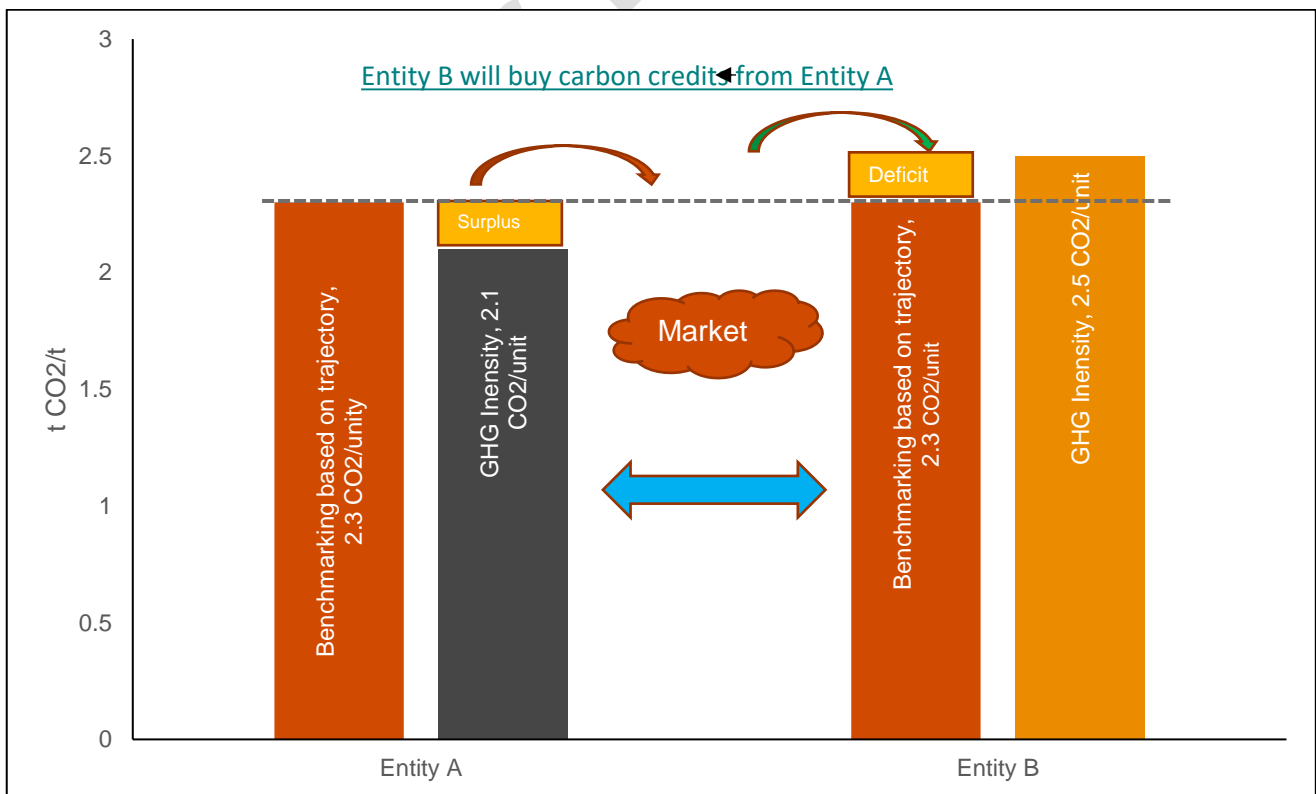 3
Entity B will buy carbon credits from Entity A
2.5
Deficit
Surplus
2
Benchmarking based on trajectory,
2.3 CO2/unity
GHG Inensity, 2.1
CO2/unit
Market
Benchmarking based on trajectory,
2.3 CO2/unit
GHG Inensity, 2.5 CO2/unit
t CO2/t
1.5
1
0.5
0
Entity A
Entity B